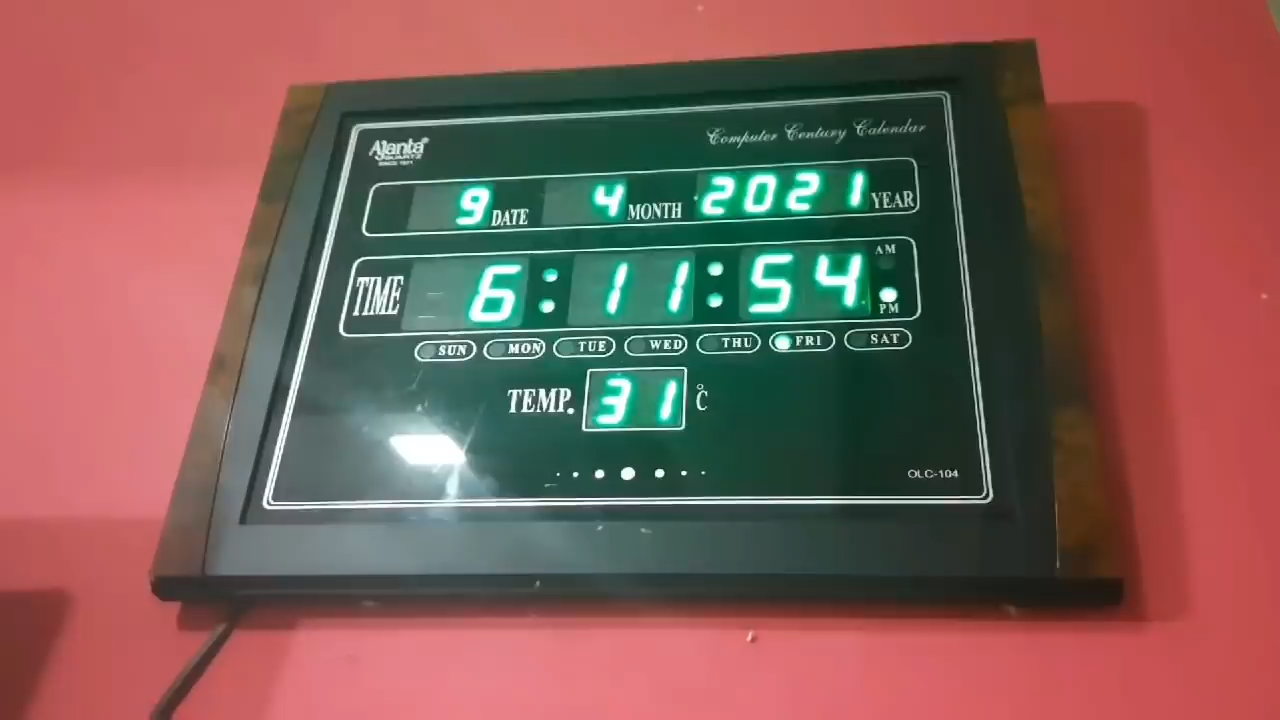 Ajanta®
QUARTZ
SINCE 1971
Computer Century Calendar
9 DATE 4 MONTH 2021 YEAR
TIME 6:11:54 AM
PM
SUN MON TUE WED THU FRI SAT
TEMP. 31 °C
OLC-104